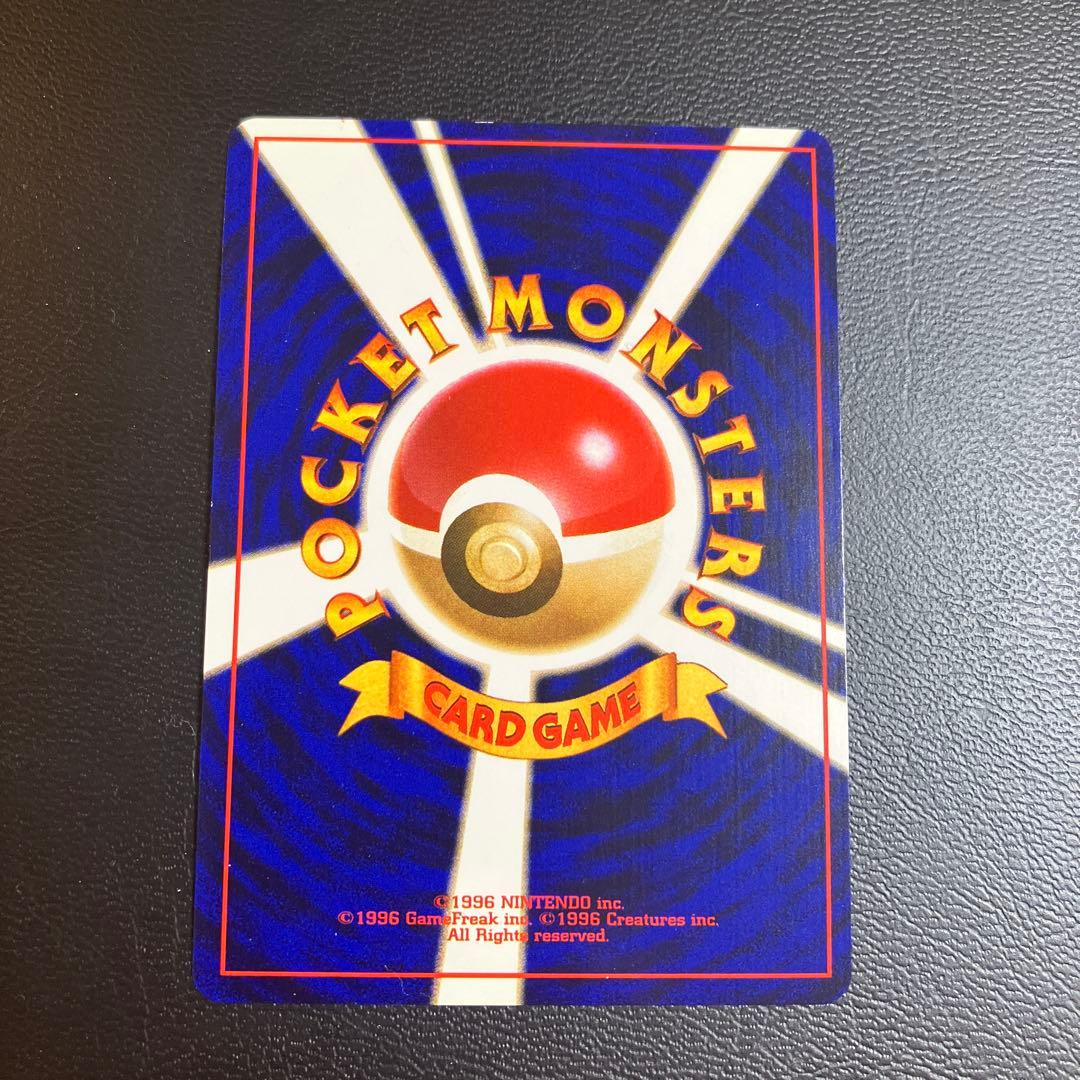 POCKET MONSTERS
CARD GAME
©1996 NINTENDO inc.
©1996 GameFreak inc. ©1996 Creatures inc.
All Rights reserved.